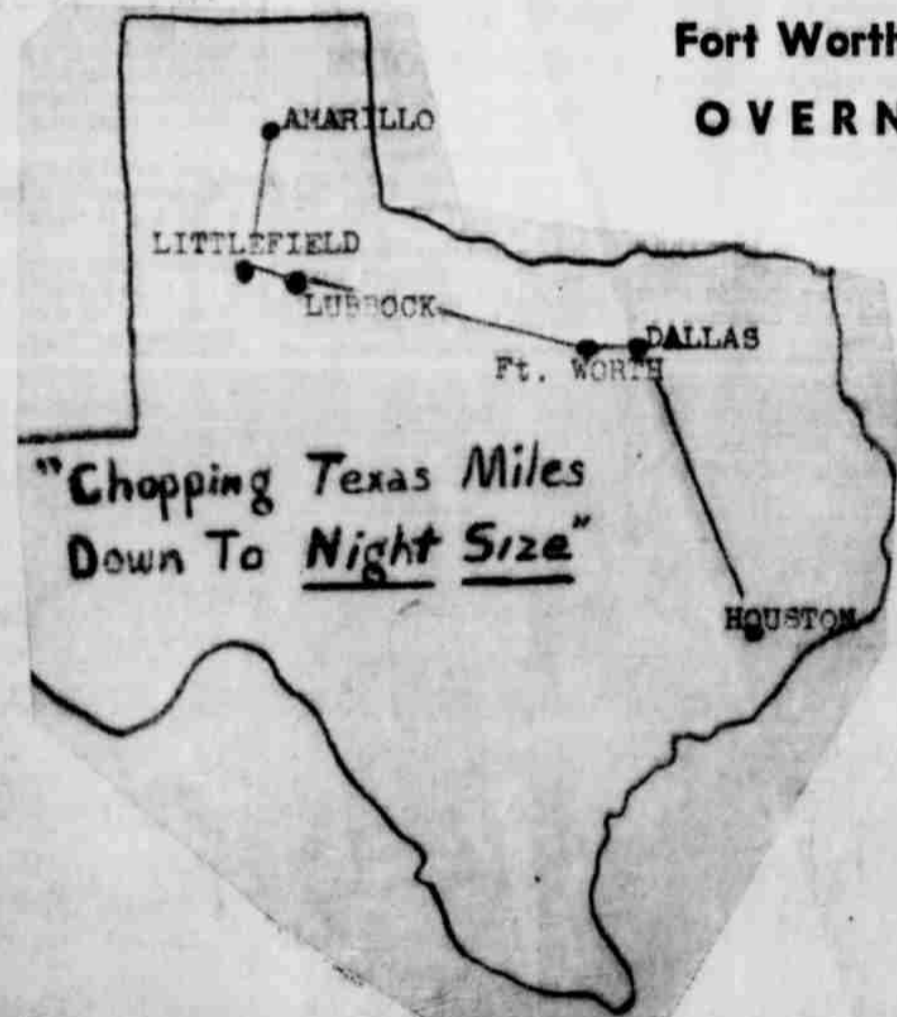 Fort Worth
OVERN
AMARILLO
LITTLEFIELD
LUBBOCK
DALLAS
Ft. WORTH
"Chopping Texas Miles
Down To Night Size"
HOUSTON